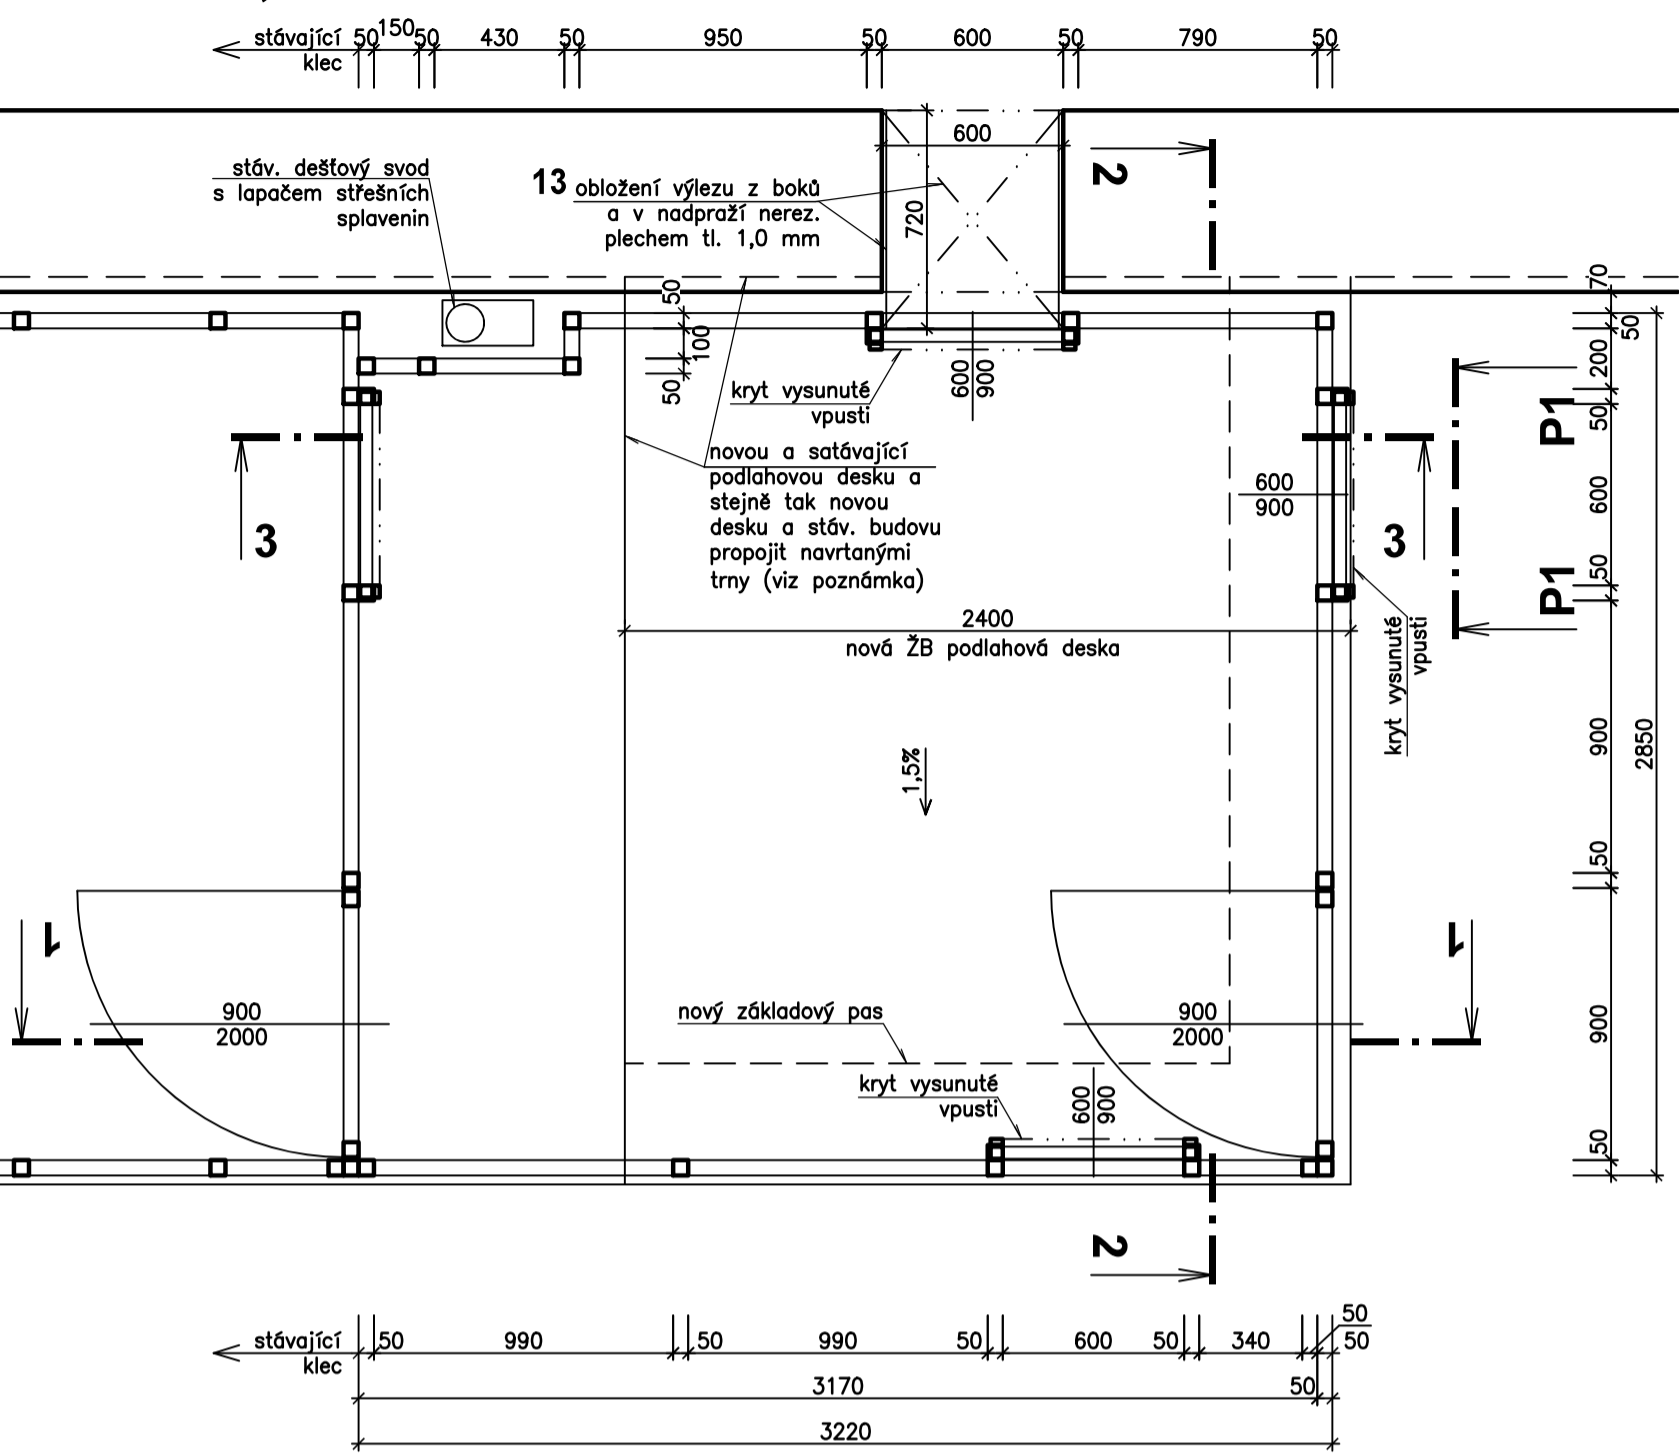 stávající
klec
50
150
50
430
50
950
50
600
50
790
50
stáv. dešťový svod
s lapačem střešních
splavenin
13
obložení výlezu z boků
a v nadpraží nerez.
plechem tl. 1,0 mm
600
720
2
70
50
200
50
600
50
900
50
900
50
2850
50
100
50
kryt vysunuté
vpusti
600
900
novou a satávající
podlahovou desku a
stejně tak novou
desku a stáv. budovu
propojit navrtanými
trny (viz poznámka)
3
600
900
3
P1
P1
kryt vysunuté
vpusti
2400
nová ŽB podlahová deska
1,5%
1
1
900
2000
nový základový pas
900
2000
kryt vysunuté
vpusti
600
900
2
stávající
klec
50
990
50
990
50
600
50
340
50
50
3170
50
3220